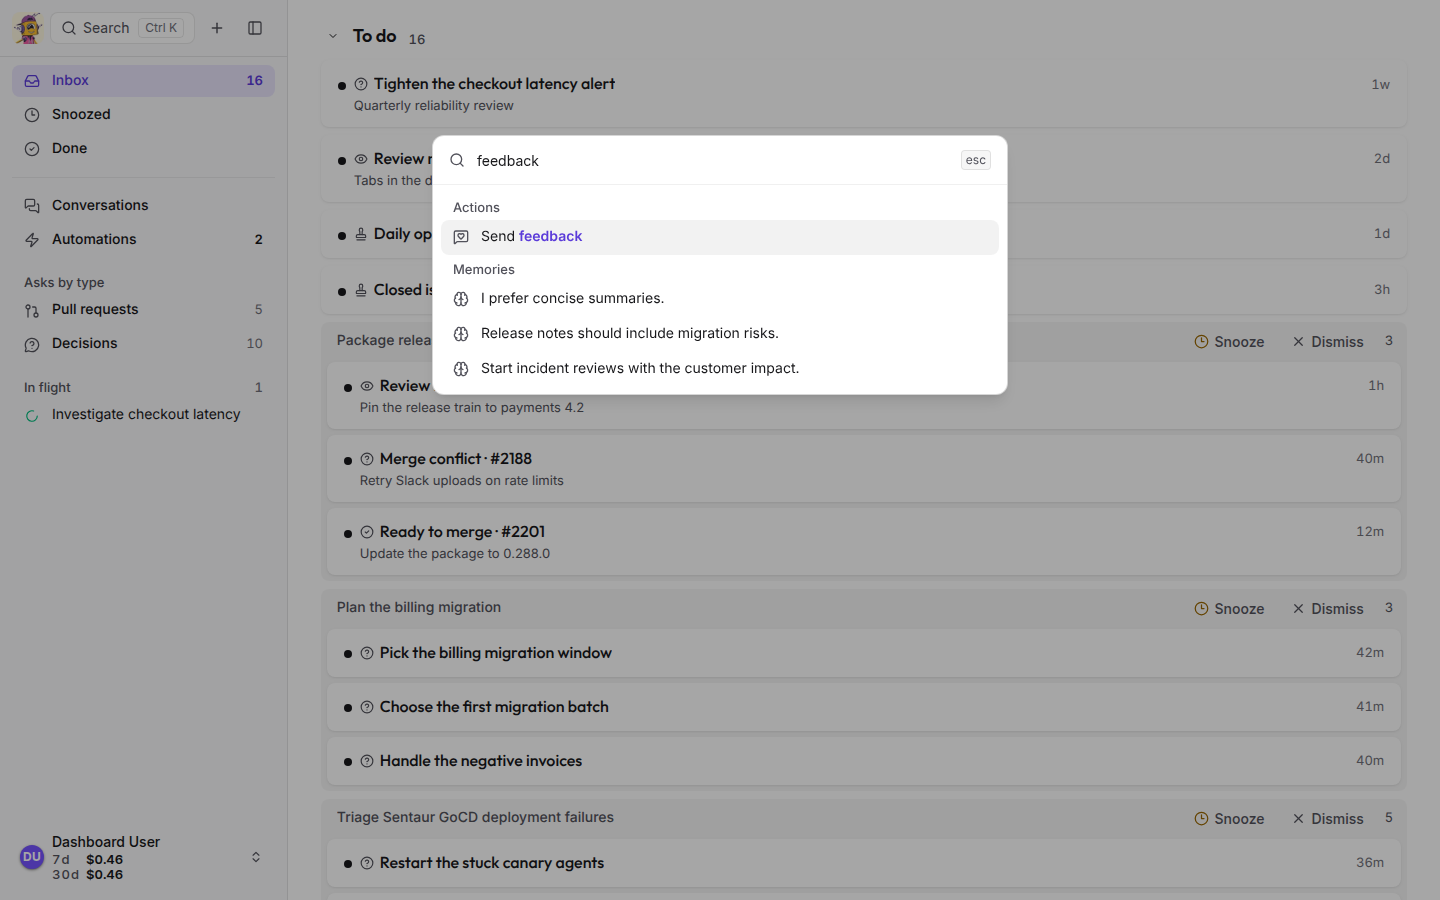 Search Ctrl K
Inbox 16
Snoozed
Done
Conversations
Automations 2
Asks by type
Pull requests 5
Decisions 10
In flight 1
Investigate checkout latency
Dashboard User
DU
7d $0.46
30d $0.46
To do 16
Tighten the checkout latency alert 1w
Quarterly reliability review
Review 2d
Tabs in the
Daily 1d
Closed 3h
feedback esc
Actions
Send feedback
Memories
I prefer concise summaries.
Release notes should include migration risks.
Start incident reviews with the customer impact.
Package Snooze Dismiss 3
Review 1h
Pin the release train to payments 4.2
Merge conflict · #2188 40m
Retry Slack uploads on rate limits
Ready to merge · #2201 12m
Update the package to 0.288.0
Plan the billing migration Snooze Dismiss 3
Pick the billing migration window 42m
Choose the first migration batch 41m
Handle the negative invoices 40m
Triage Sentaur GoCD deployment failures Snooze Dismiss 5
Restart the stuck canary agents 36m